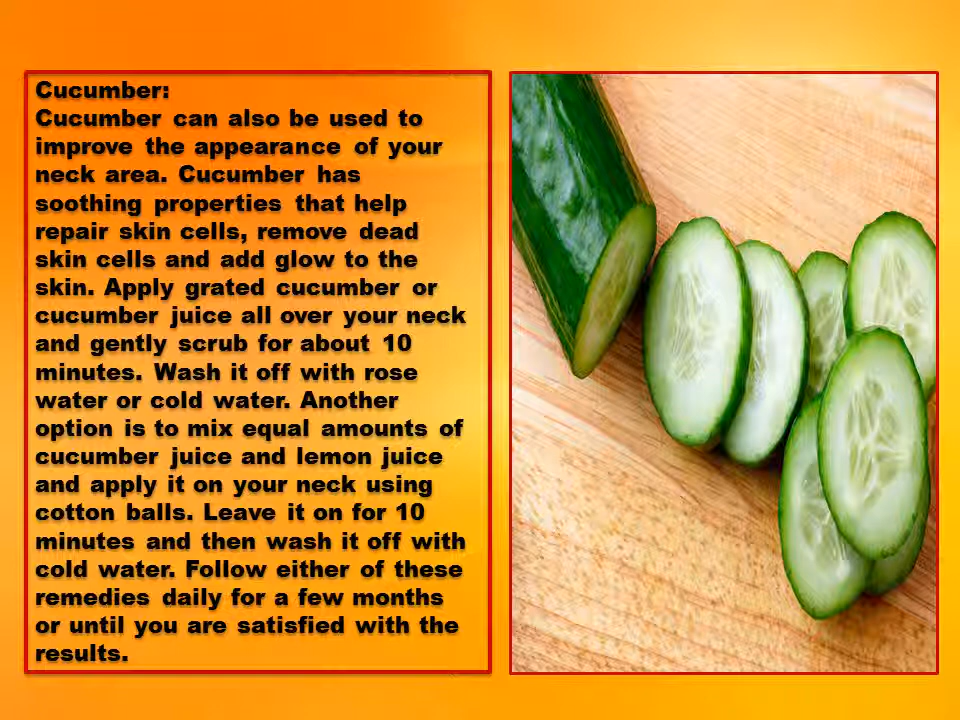 Cucumber:
Cucumber can also be used to
improve the appearance of your
neck area. Cucumber has
soothing properties that help
repair skin cells, remove dead
skin cells and add glow to the
skin. Apply grated cucumber or
cucumber juice all over your neck
and gently scrub for about 10
minutes. Wash it off with rose
water or cold water. Another
option is to mix equal amounts of
cucumber juice and lemon juice
and apply it on your neck using
cotton balls. Leave it on for 10
minutes and then wash it off with
cold water. Follow either of these
remedies daily for a few months
or until you are satisfied with the
results.